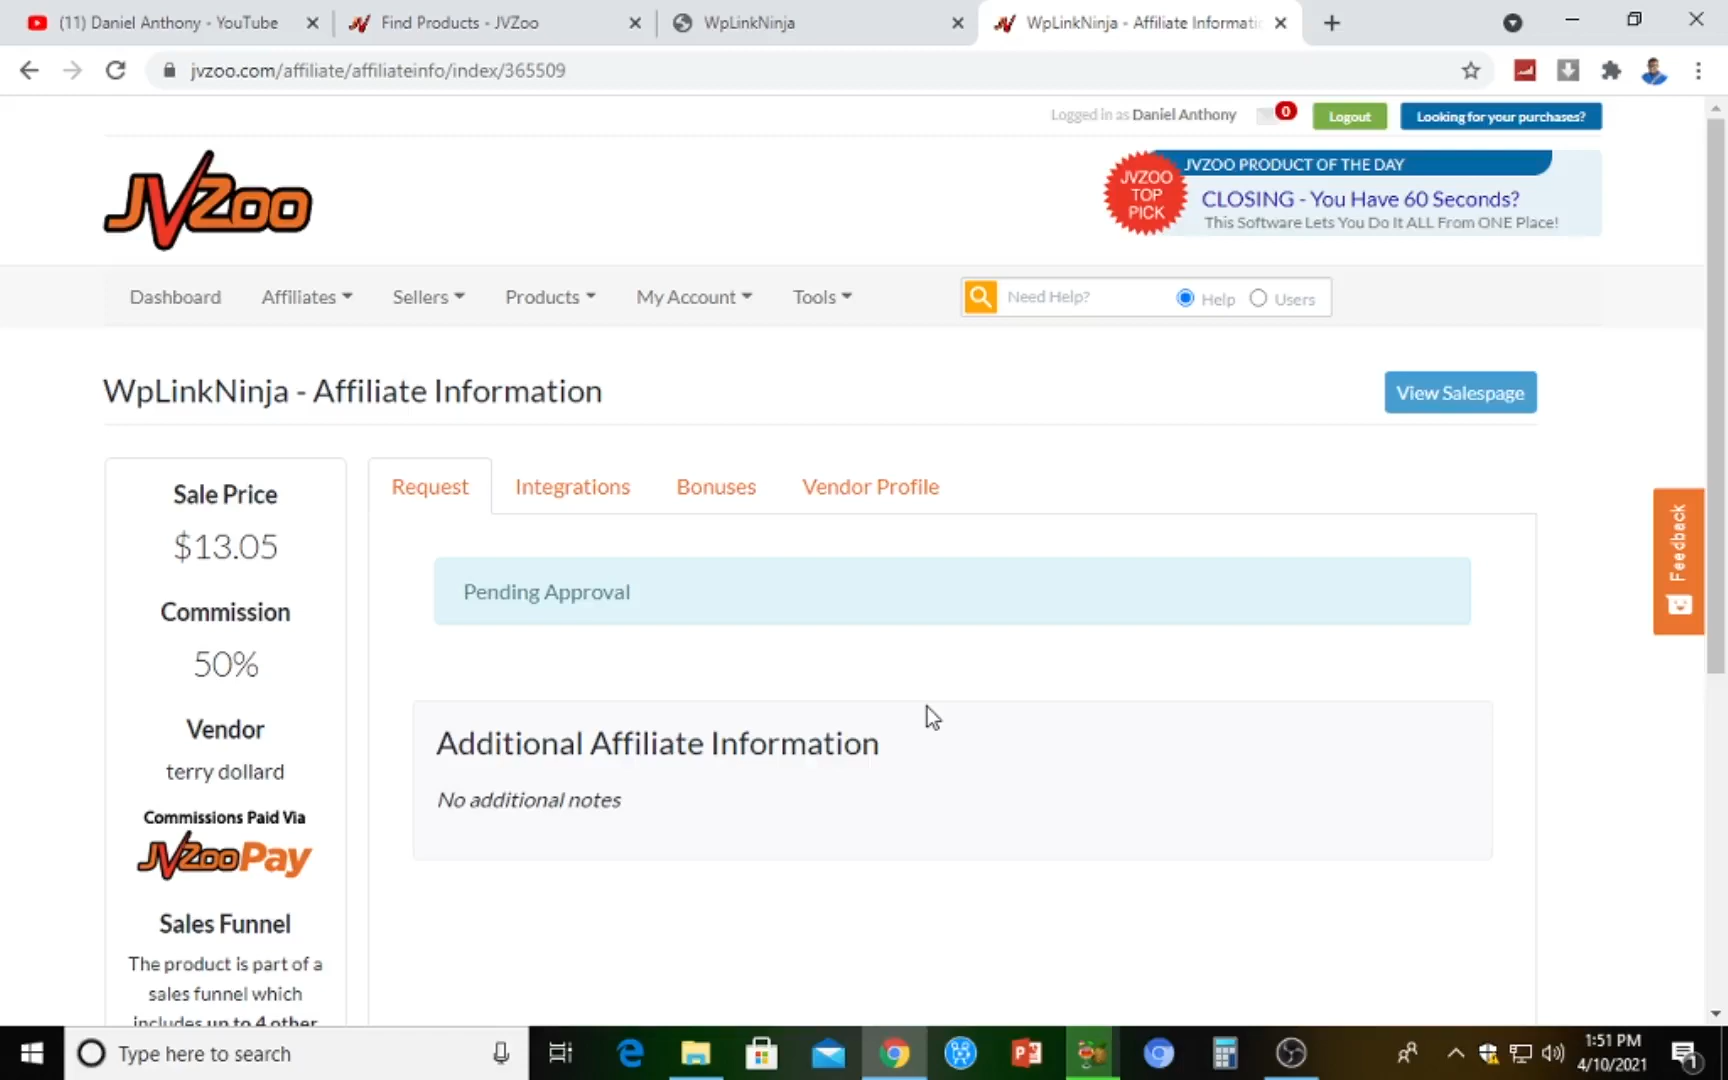 (11) Daniel Anthony - YouTube
Find Products - JVZoo
WpLinkNinja
WpLinkNinja - Affiliate Informati
jvzoo.com/affiliate/affiliateinfo/index/365509
Logged in as Daniel Anthony
0
Logout
Looking for your purchases?
JVZoo
JVZOO TOP PICK
JVZOO PRODUCT OF THE DAY
CLOSING - You Have 60 Seconds?
This Software Lets You Do It ALL From ONE Place!
Dashboard
Affiliates
Sellers
Products
My Account
Tools
Need Help?
Help
Users
WpLinkNinja - Affiliate Information
View Salespage
Sale Price
$13.05
Commission
50%
Vendor
terry dollard
Commissions Paid Via
JVZooPay
Sales Funnel
The product is part of a
sales funnel which
includes up to 4 other
Request
Integrations
Bonuses
Vendor Profile
Pending Approval
Additional Affiliate Information
No additional notes
Feedback
Type here to search
1:51 PM
4/10/2021
1